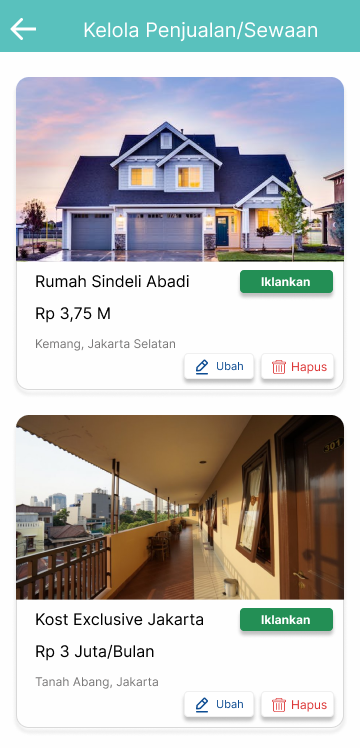 Kelola Penjualan/Sewaan
Rumah Sindeli Abadi
Iklankan
Rp 3,75 M
Kemang, Jakarta Selatan
Ubah
Hapus
201
Kost Exclusive Jakarta
Iklankan
Rp 3 Juta/Bulan
Tanah Abang, Jakarta
Ubah
Hapus